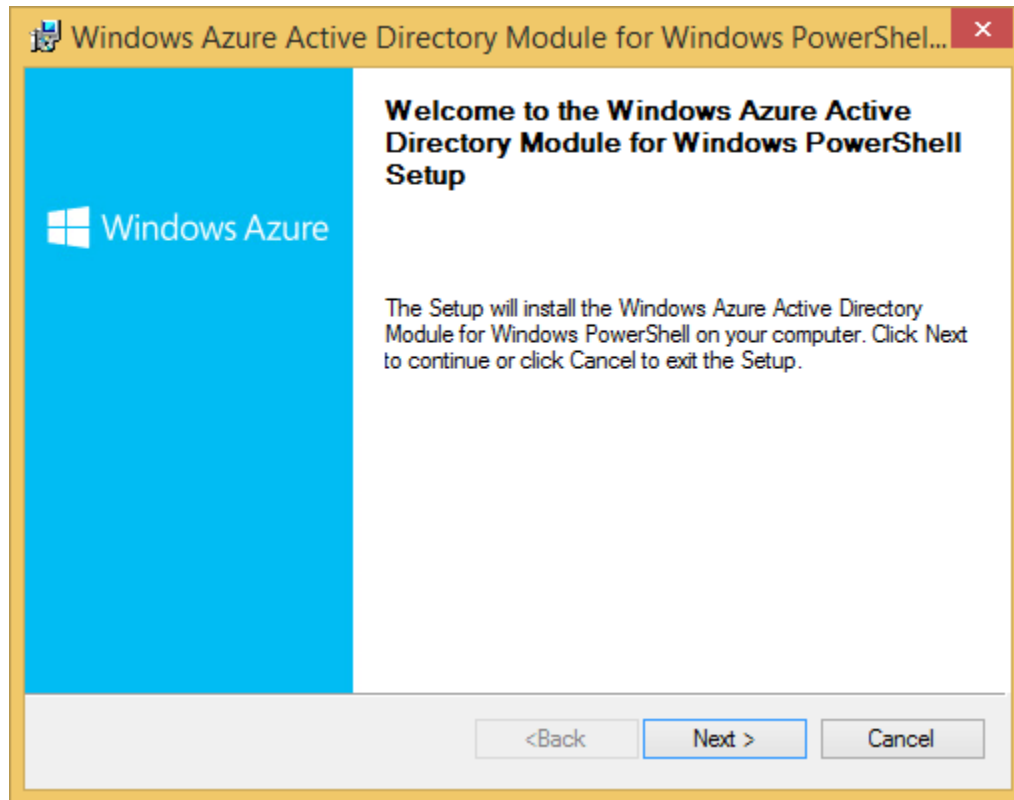 Windows Azure Active Directory Module for Windows PowerShel...
Welcome to the Windows Azure Active
Directory Module for Windows PowerShell
Setup
Windows Azure
The Setup will install the Windows Azure Active Directory
Module for Windows PowerShell on your computer. Click Next
to continue or click Cancel to exit the Setup.
<Back
Next >
Cancel